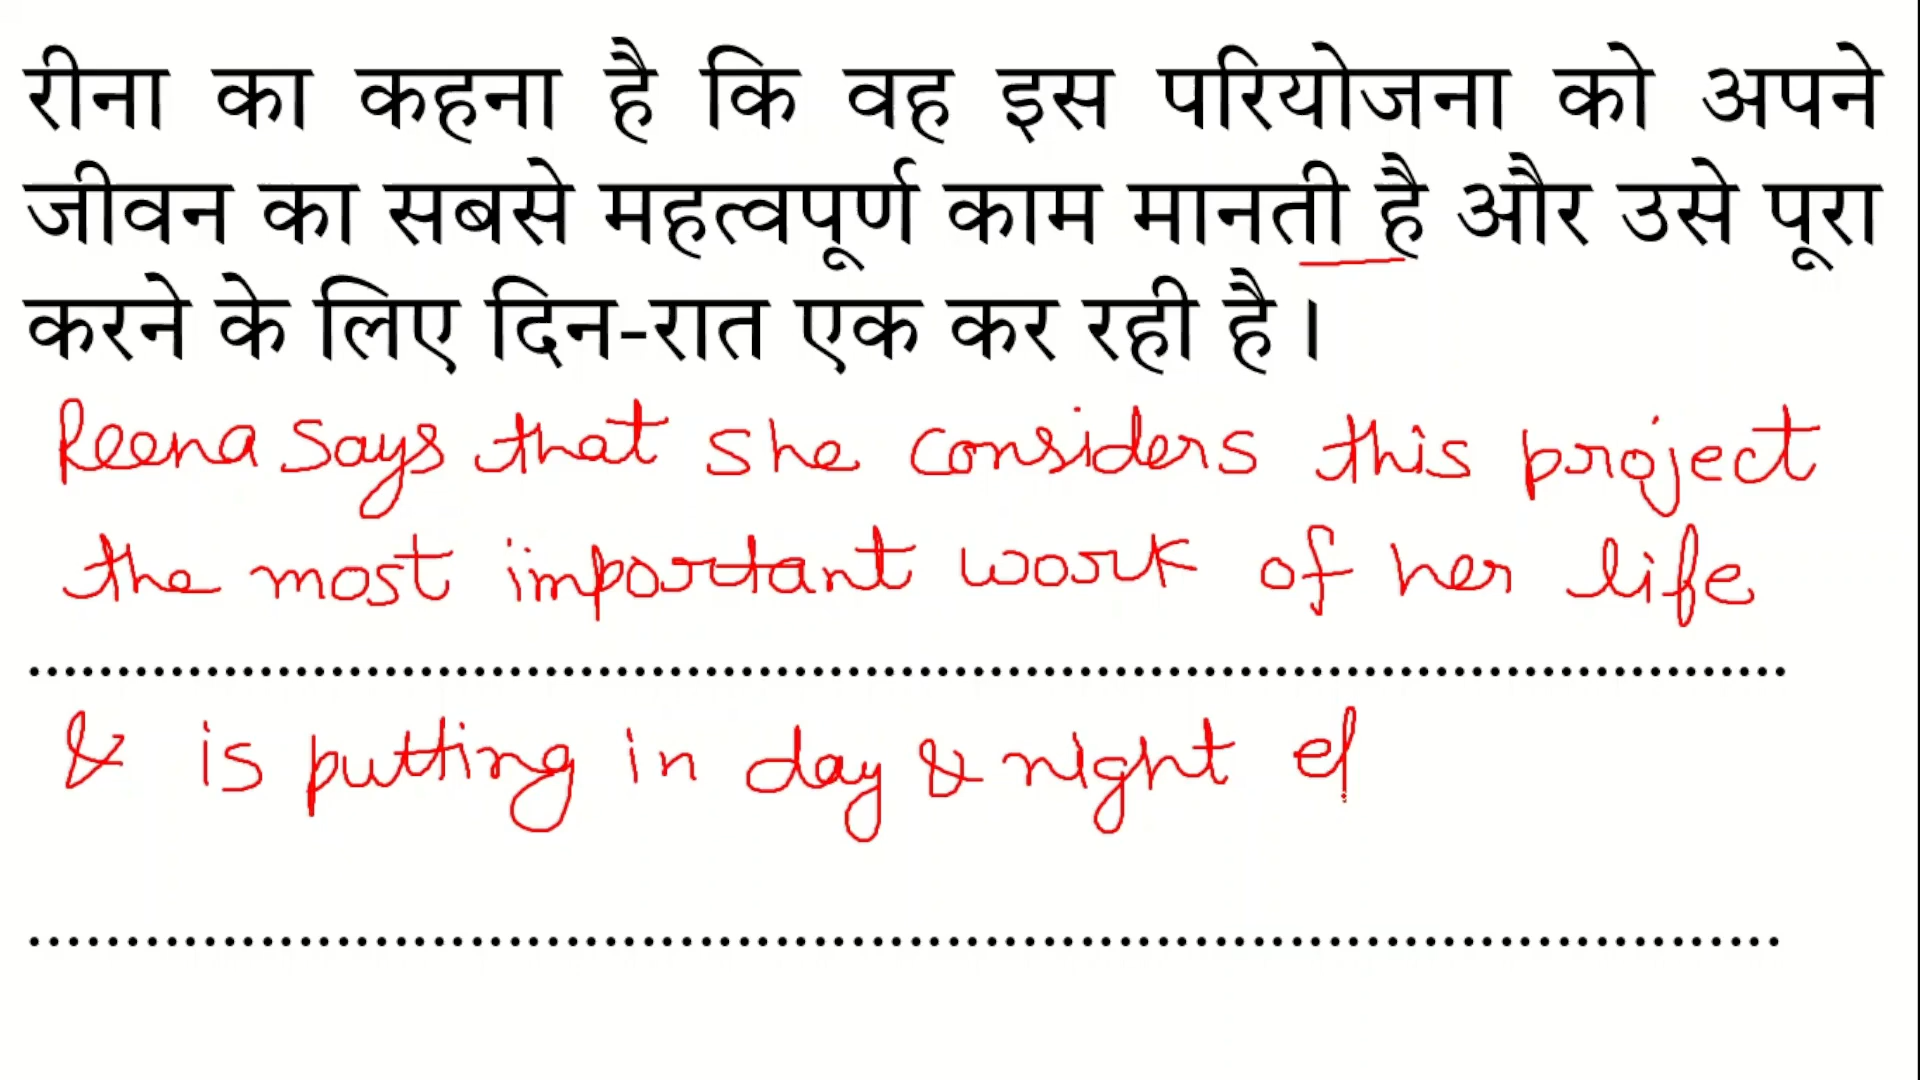 रीना का कहना है कि वह इस परियोजना को अपने
जीवन का सबसे महत्वपूर्ण काम मानती है और उसे पूरा
करने के लिए दिन-रात एक कर रही है।
Reena says that she considers this project
the most important work of her life
& is putting in day & night ef